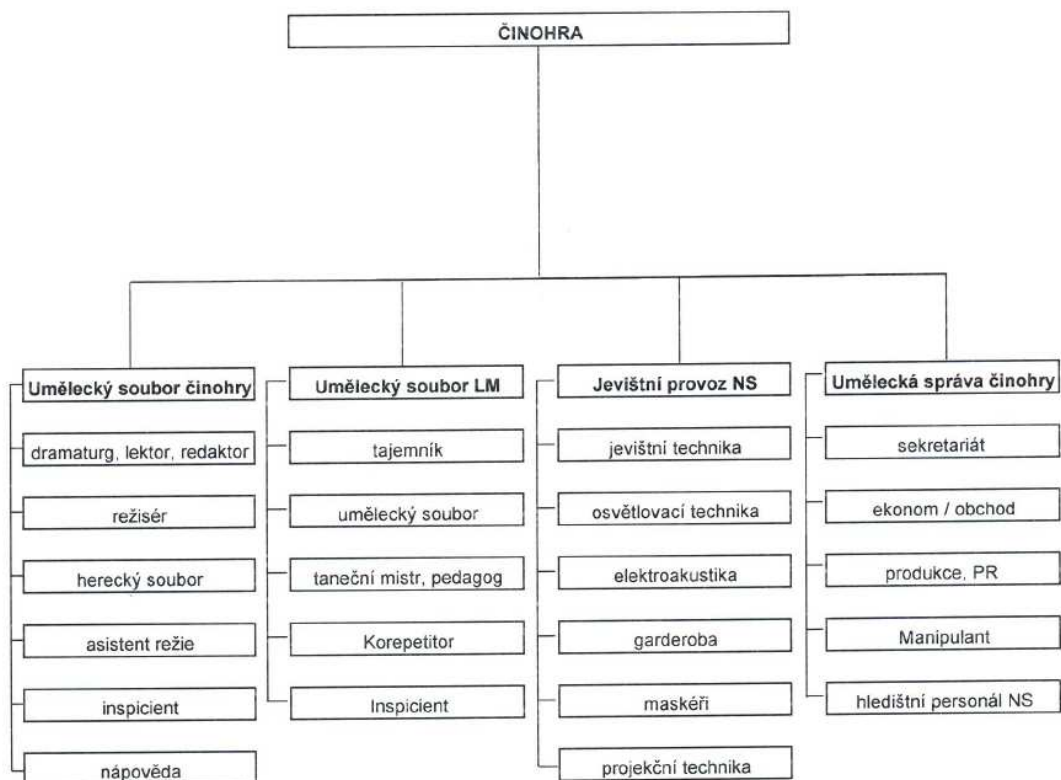 ČINOHRA
Umělecký soubor činohry
dramaturg, lektor, redaktor
režisér
herecký soubor
asistent režie
inspicient
nápověda
Umělecký soubor LM
tajemník
umělecký soubor
taneční mistr, pedagog
Korepetitor
Inspicient
Jevištní provoz NS
jevištní technika
osvětlovací technika
elektroakustika
garderoba
maskéři
projekční technika
Umělecká správa činohry
sekretariát
ekonom / obchod
produkce, PR
Manipulant
hledištní personál NS